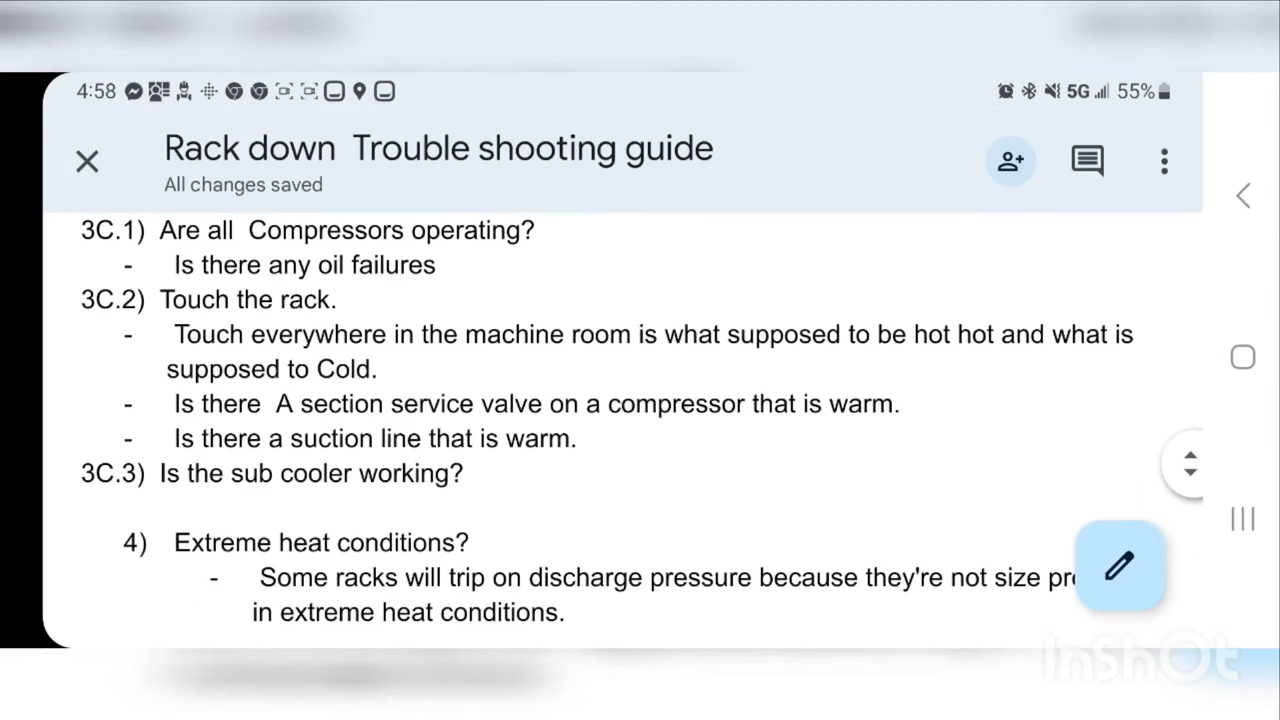 4:58 5G 55%
Rack down Trouble shooting guide
All changes saved
3C.1) Are all Compressors operating?
- Is there any oil failures
3C.2) Touch the rack.
- Touch everywhere in the machine room is what supposed to be hot hot and what is
supposed to Cold.
- Is there A section service valve on a compressor that is warm.
- Is there a suction line that is warm.
3C.3) Is the sub cooler working?
4) Extreme heat conditions?
- Some racks will trip on discharge pressure because they're not size
in extreme heat conditions.
InShOt